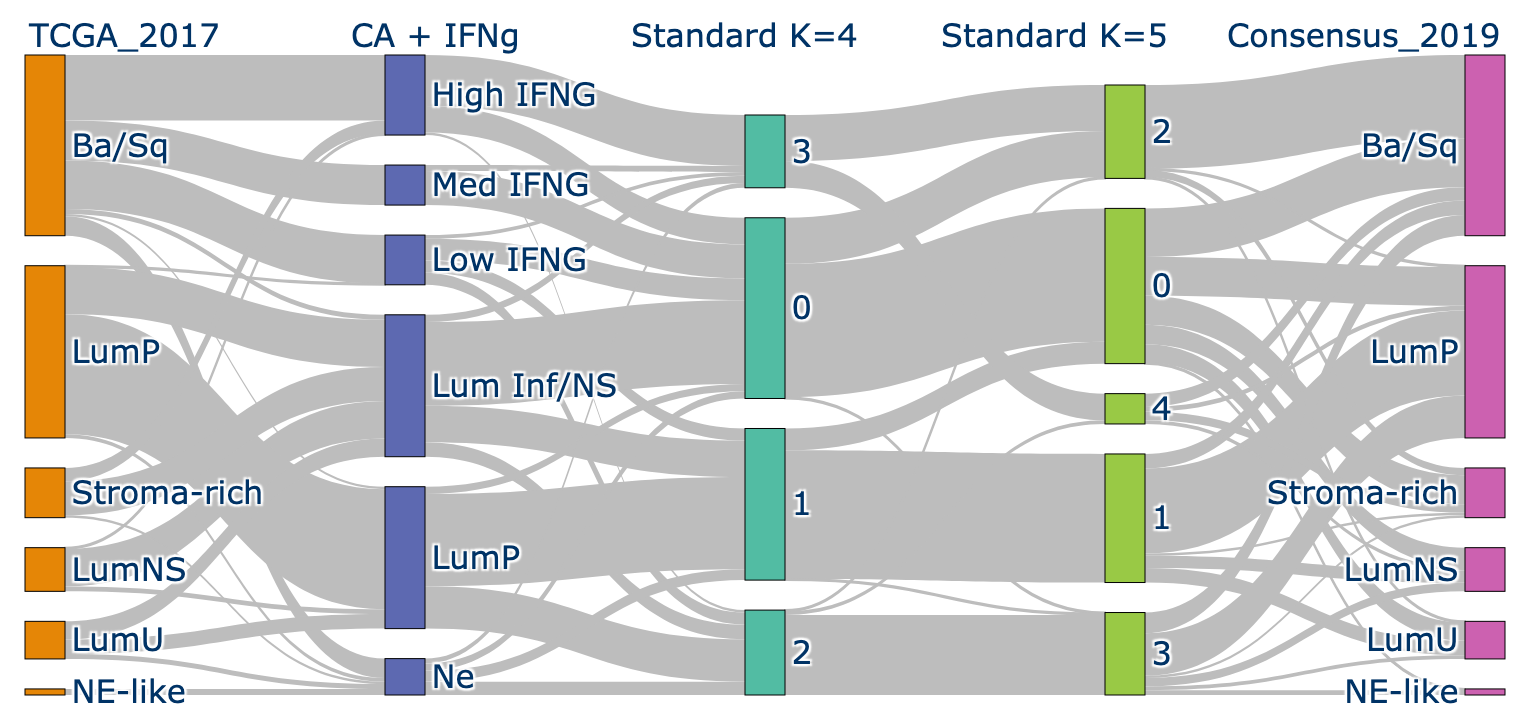 TCGA_2017
CA + IFNg
Standard K=4
Standard K=5
Consensus_2019
Ba/Sq
LumP
Stroma-rich
LumNS
LumU
NE-like
High IFNG
Med IFNG
Low IFNG
Lum Inf/NS
LumP
Ne
3
0
1
2
2
0
4
1
3
Ba/Sq
LumP
Stroma-rich
LumNS
LumU
NE-like